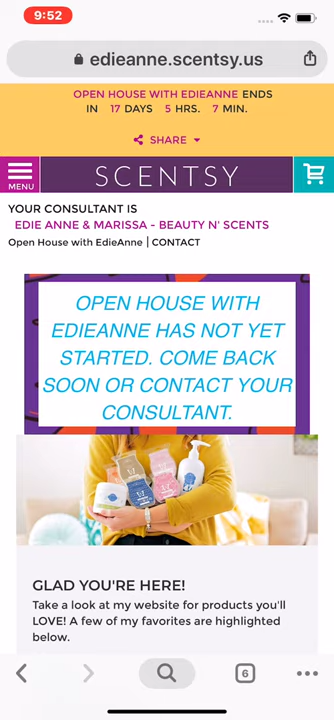 9:52
edieanne.scentsy.us
OPEN HOUSE WITH EDIEANNE ENDS
IN 17 DAYS 5 HRS. 7 MIN.
SHARE
MENU
SCENTSY
YOUR CONSULTANT IS
EDIE ANNE & MARISSA - BEAUTY N' SCENTS
Open House with EdieAnne | CONTACT
OPEN HOUSE WITH
EDIEANNE HAS NOT YET
STARTED. COME BACK
SOON OR CONTACT YOUR
CONSULTANT.
GLAD YOU'RE HERE!
Take a look at my website for products you'll
LOVE! A few of my favorites are highlighted
below.
6